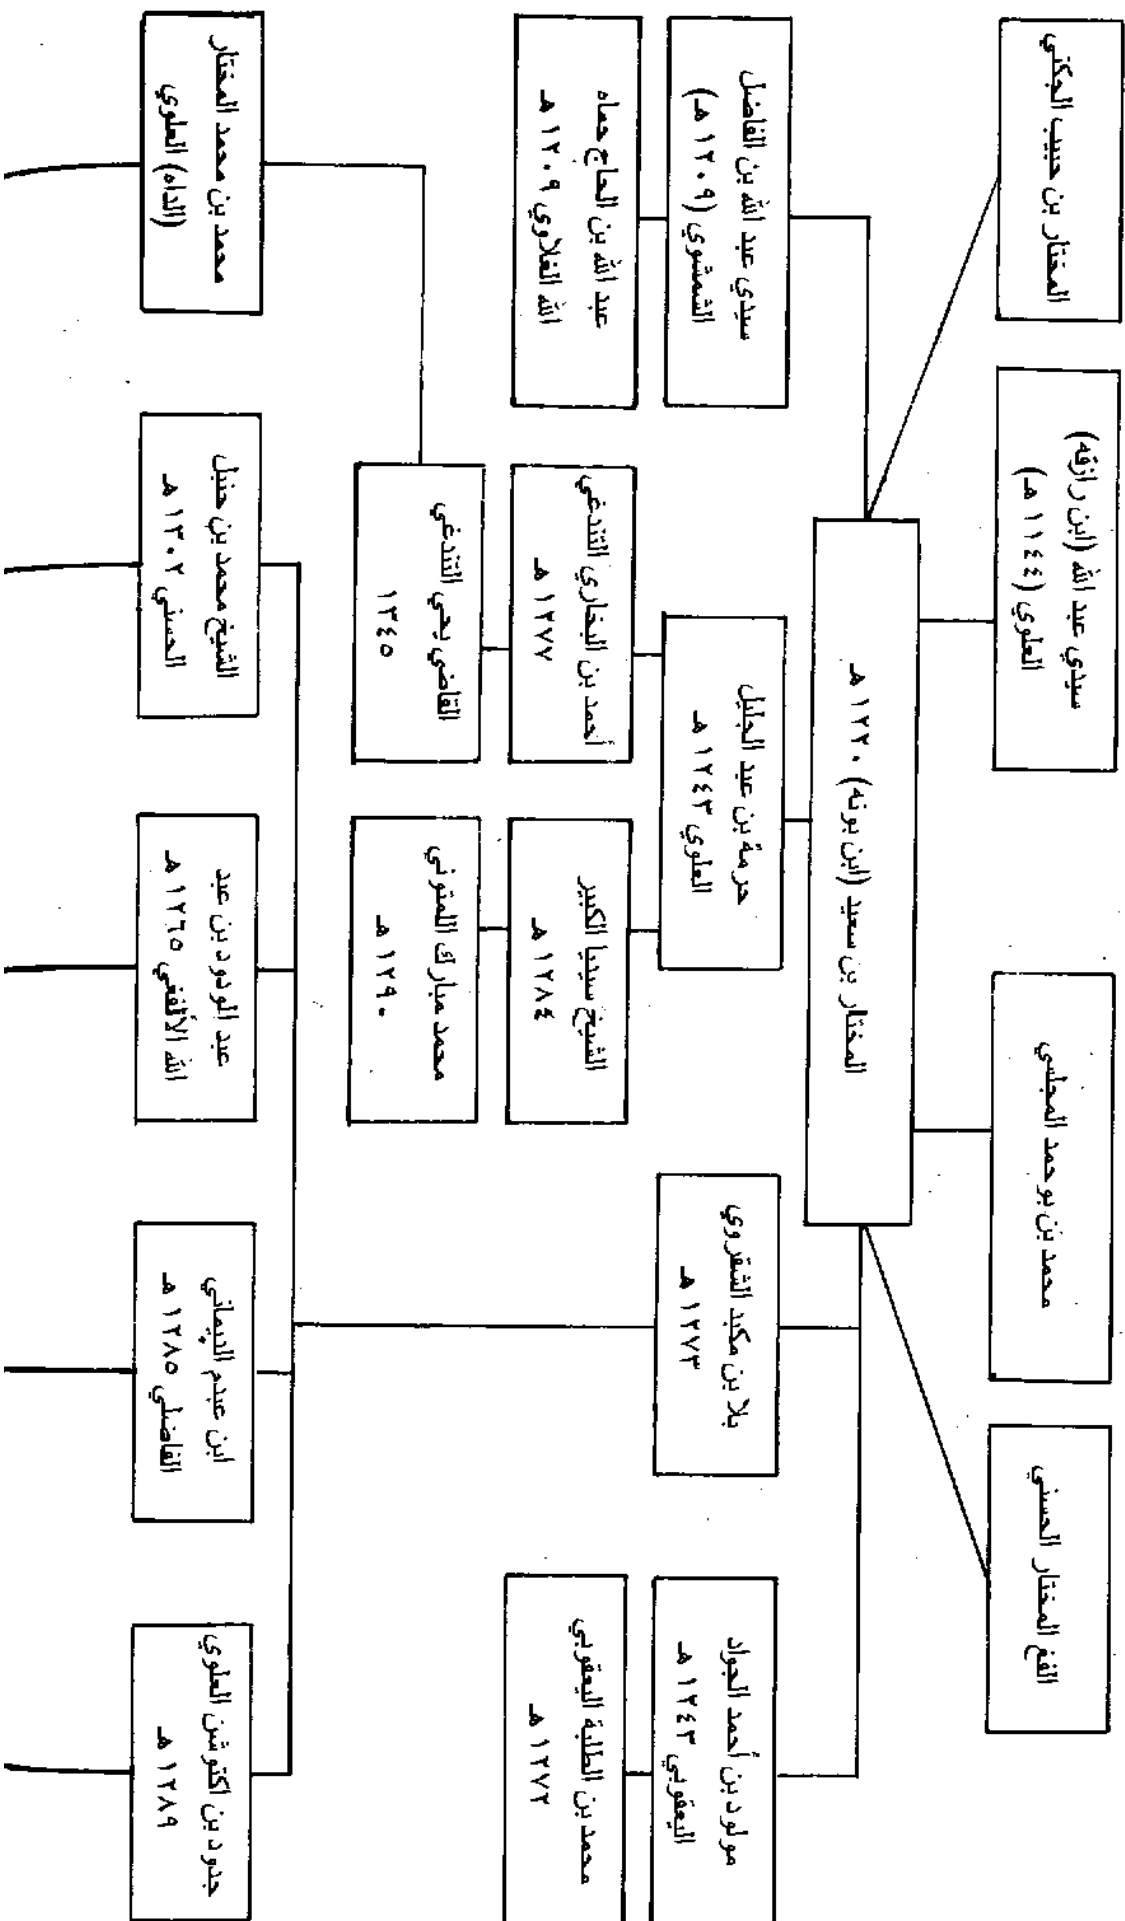 الفغ المختار الحسني
محمد بن بوحمد المجلسي
سيدي عبد الله (ابن رازقه)
العلوي (١١٤٤ هـ)
المختار بن حبيب الجكني
المختار بن سعيد (ابن بونه) ١٢٢٠ هـ
مولود بن أحمد الجواد
اليعقوبي ١٢٤٣ هـ
بلا بن مكبد الشقروي
١٢٧٣ هـ
حرمة بن عبد الجليل
العلوي ١٢٤٣ هـ
سيدي عبد الله بن الفاضل
الشمشوي (١٢٠٩ هـ)
محمد بن الطلبة اليعقوبي
١٢٧٢ هـ
الشيخ سيديا الكبير
١٢٨٤ هـ
أحمد بن البخاري التندغي
١٢٧٧ هـ
عبد الله بن الحاج حماه
الله الغلاوي ١٢٠٩ هـ
محمد مبارك اللمتوني
١٢٩٠ هـ
القاضي يحي التندغي
١٣٤٥
جدود بن اكتوشن العلوي
١٢٨٩ هـ
ابن عبدم الديماني
الفاضلي ١٢٨٥ هـ
عبد الودود بن عبد
الله الألفغي ١٢٦٥ هـ
الشيخ محمد بن حنبل
الحسني ١٣٠٢ هـ
محمد بن محمد المختار
(الداه) العلوي